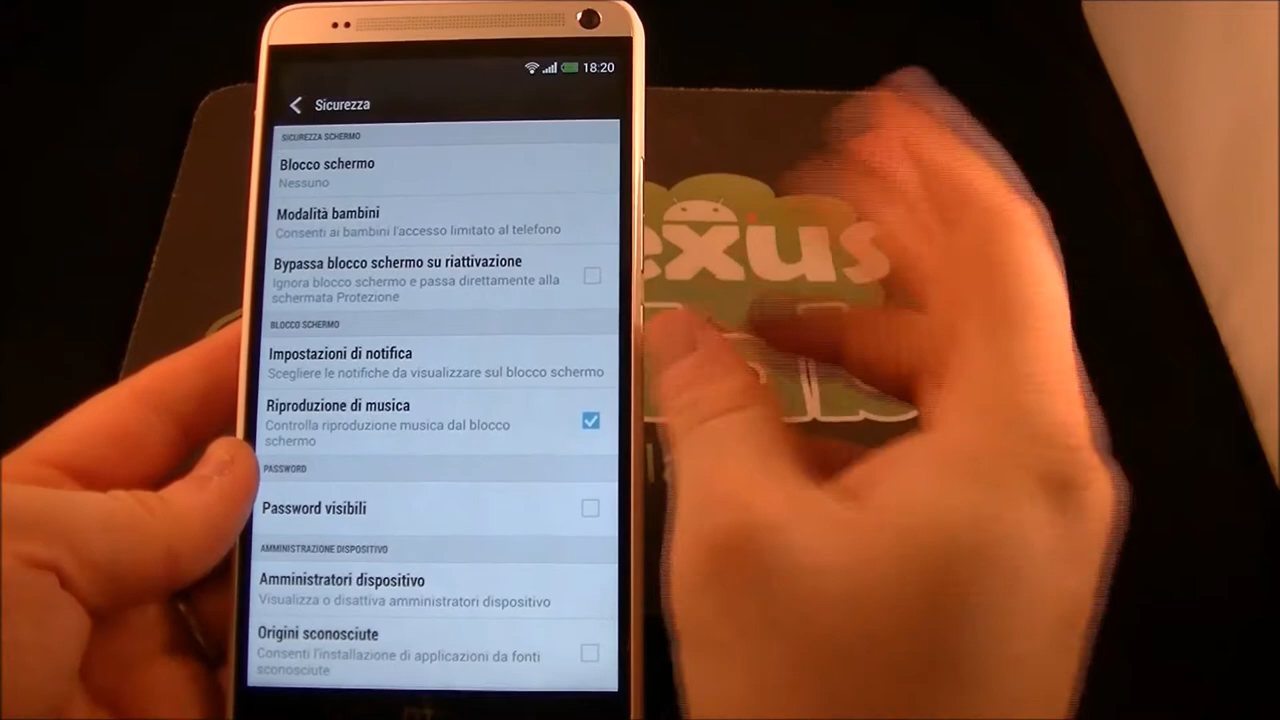 18:20
Sicurezza
SICUREZZA SCHERMO
Blocco schermo
Nessuno
Modalità bambini
Consenti ai bambini l'accesso limitato al telefono
Bypassa blocco schermo su riattivazione
Ignora blocco schermo e passa direttamente alla
schermata Protezione
BLOCCO SCHERMO
Impostazioni di notifica
Scegliere le notifiche da visualizzare sul blocco schermo
Riproduzione di musica
Controlla riproduzione musica dal blocco
schermo
PASSWORD
Password visibili
AMMINISTRAZIONE DISPOSITIVO
Amministratori dispositivo
Visualizza o disattiva amministratori dispositivo
Origini sconosciute
Consenti l'installazione di applicazioni da fonti
sconosciute
exus